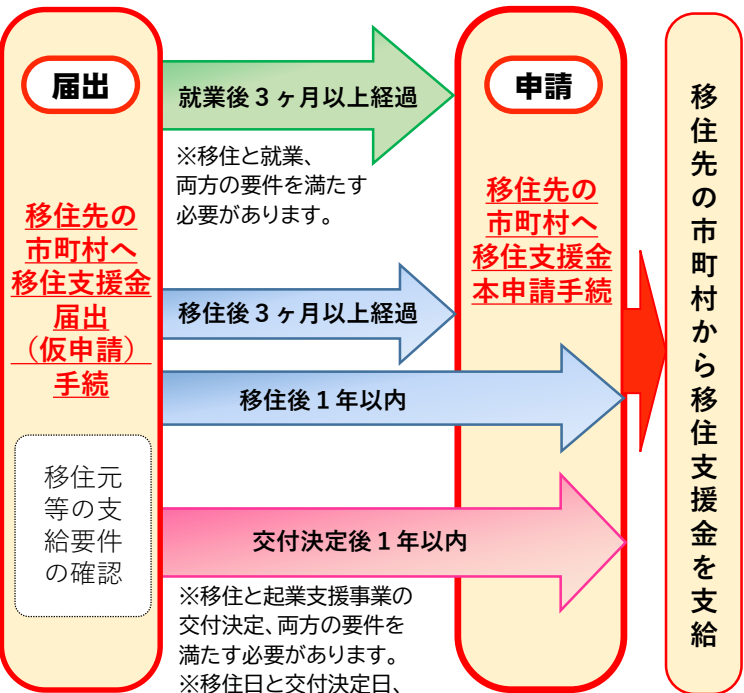 届出
移住先の
市町村へ
移住支援金
届出
（仮申請）
手続
移住元
等の支
給要件
の確認
就業後３ヶ月以上経過
※移住と就業、
両方の要件を満たす
必要があります。
移住後３ヶ月以上経過
移住後１年以内
交付決定後１年以内
※移住と起業支援事業の
交付決定、両方の要件を
満たす必要があります。
※移住日と交付決定日、
申請
移住先の
市町村へ
移住支援金
本申請手続
移住先の市町村から移住支援金を支給